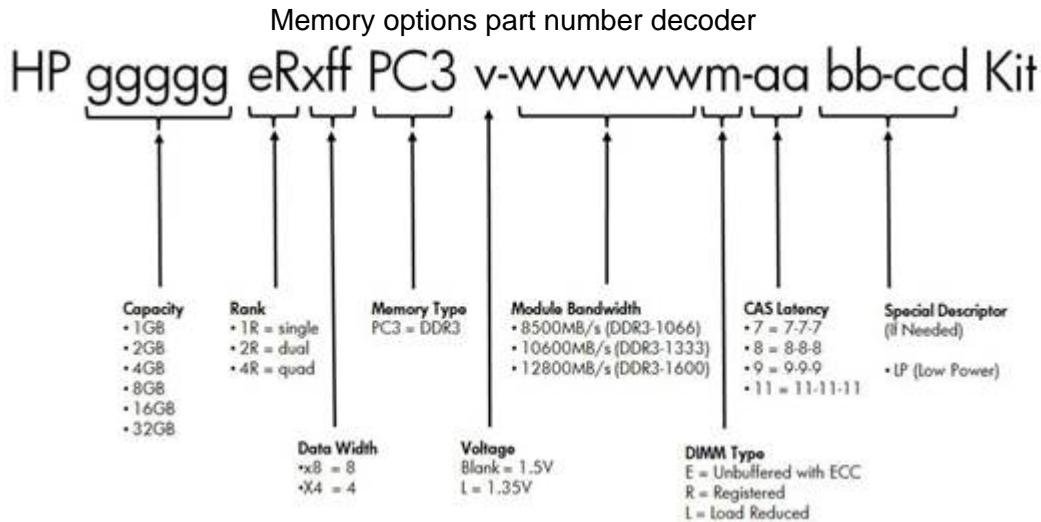 Memory options part number decoder
HP ggggg eRxff PC3 v-wwwwwm-aa bb-ccd Kit
Capacity
• 1GB
• 2GB
• 4GB
• 8GB
• 16GB
• 32GB
Rank
• 1R = single
• 2R = dual
• 4R = quad
Memory Type
PC3 = DDR3
Module Bandwidth
• 8500MB/s (DDR3-1066)
• 10600MB/s (DDR3-1333)
• 12800MB/s (DDR3-1600)
CAS Latency
• 7 = 7-7-7
• 8 = 8-8-8
• 9 = 9-9-9
• 11 = 11-11-11
Special Descriptor
(If Needed)
• LP (Low Power)
Data Width
•x8 = 8
•X4 = 4
Voltage
Blank = 1.5V
L = 1.35V
DIMM Type
E = Unbuffered with ECC
R = Registered
L = Load Reduced